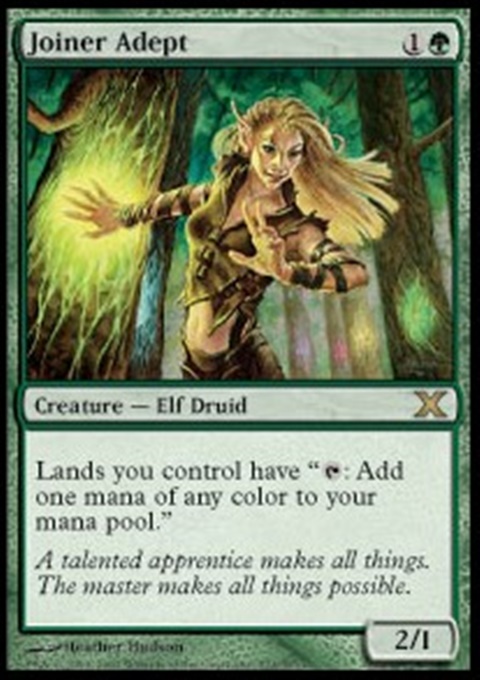 Joiner Adept 1
Creature — Elf Druid
Lands you control have “ : Add
one mana of any color to your
mana pool.”
A talented apprentice makes all things.
The master makes all things possible.
Heather Hudson
2/1